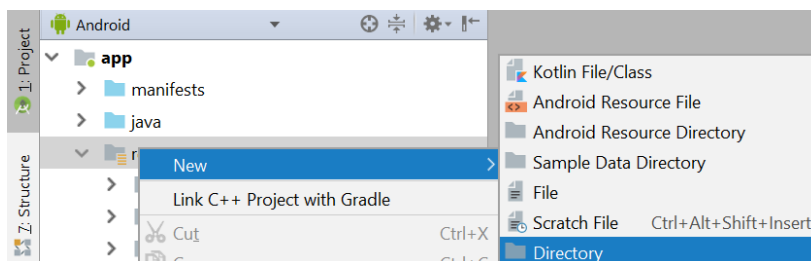 1: Project
Z: Structure
Android
app
manifests
java
r
New
Link C++ Project with Gradle
Cut Ctrl+X
Kotlin File/Class
Android Resource File
Android Resource Directory
Sample Data Directory
File
Scratch File Ctrl+Alt+Shift+Insert
Directory